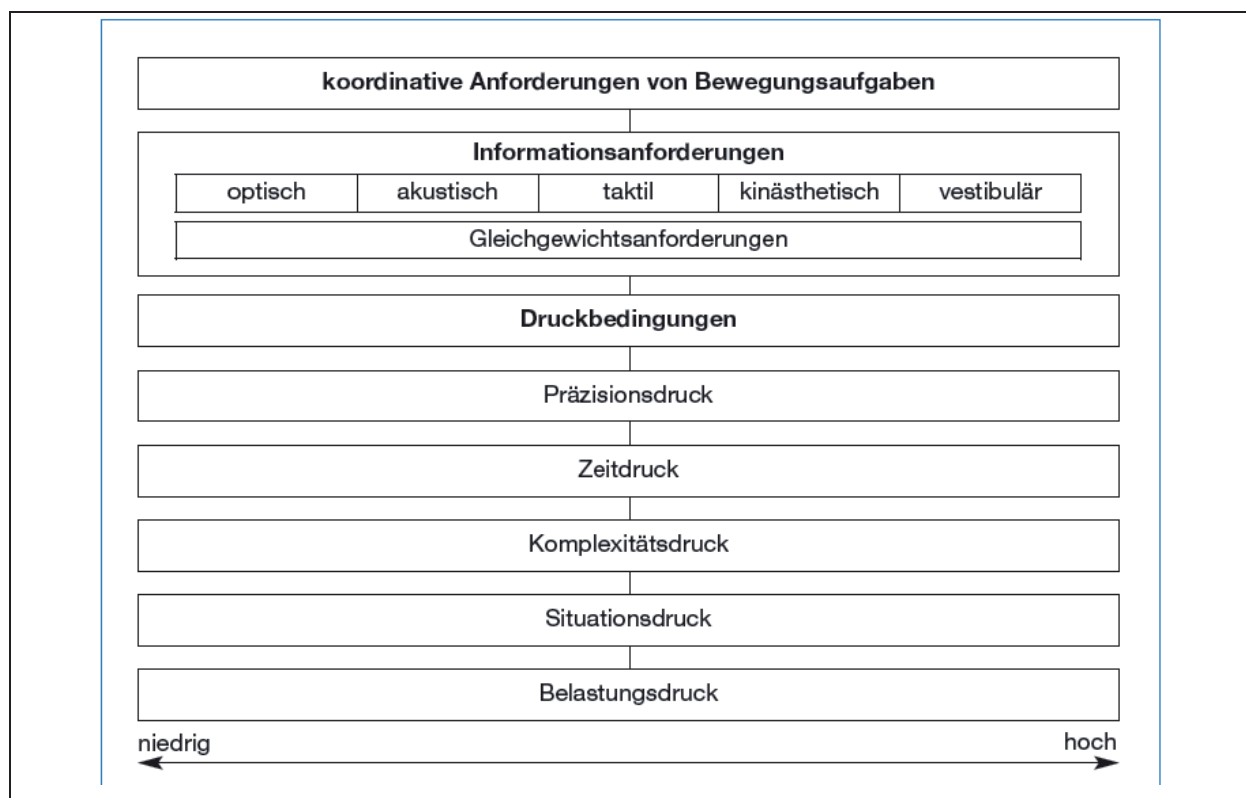 koordinative Anforderungen von Bewegungsaufgaben
Informationsanforderungen
optisch akustisch taktil kinästhetisch vestibulär
Gleichgewichtsanforderungen
Druckbedingungen
Präzisionsdruck
Zeitdruck
Komplexitätsdruck
Situationsdruck
Belastungsdruck
niedrig hoch